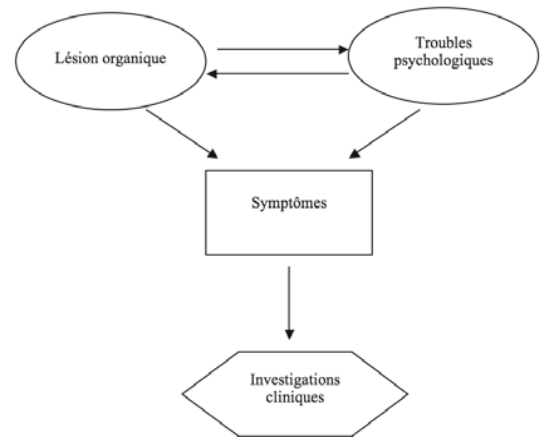 Lésion organique
Troubles
psychologiques
Symptômes
Investigations
cliniques